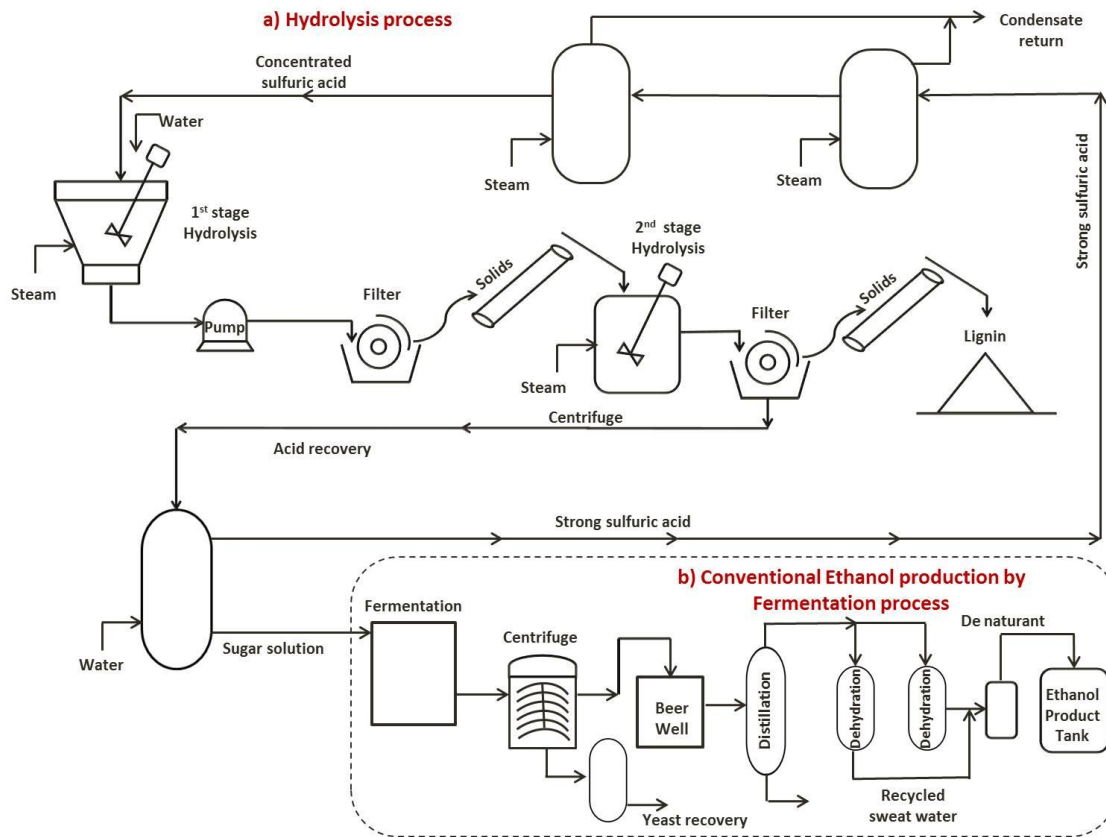 a) Hydrolysis process
Condensate
return
Concentrated
sulfuric acid
Water
Steam
Steam
Strong sulfuric acid
1st stage
Hydrolysis
2nd stage
Hydrolysis
Steam
Pump
Filter
Solids
Steam
Filter
Solids
Lignin
Centrifuge
Acid recovery
Strong sulfuric acid
b) Conventional Ethanol production by
Fermentation process
Water
Sugar solution
Fermentation
Centrifuge
Beer
Well
Distillation
Dehydration
Dehydration
De naturant
Ethanol
Product
Tank
Yeast recovery
Recycled
sweat water